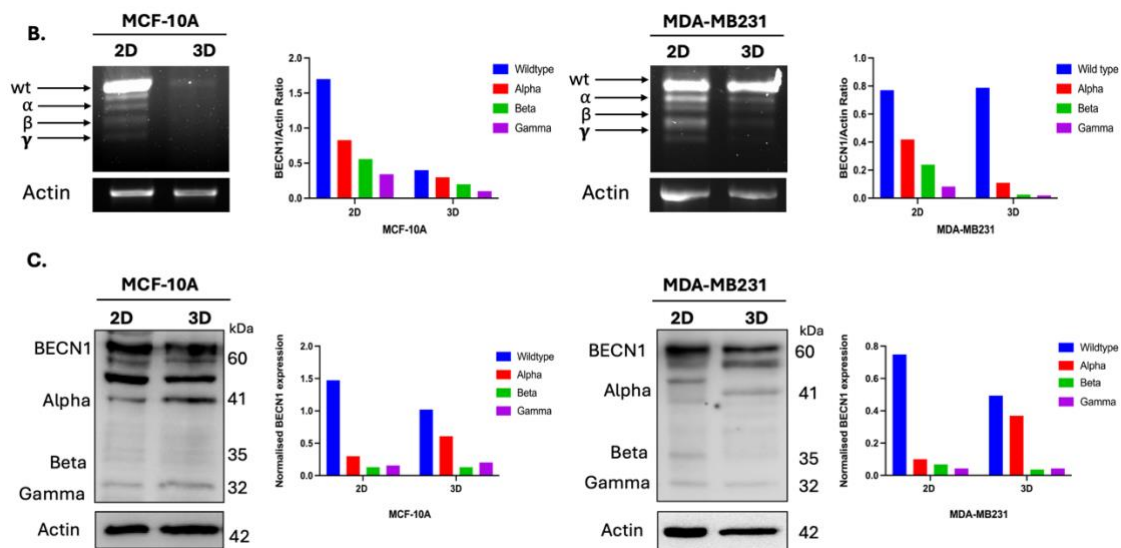 B.
MCF-10A
2D 3D
wt
α
β
γ
Actin
BECN1/Actin Ratio
2.0
1.5
1.0
0.5
0.0
2D 3D
MCF-10A
Wildtype
Alpha
Beta
Gamma
MDA-MB231
2D 3D
wt
α
β
γ
Actin
BECN1/Actin Ratio
1.0
0.8
0.6
0.4
0.2
0.0
2D 3D
MDA-MB231
Wild type
Alpha
Beta
Gamma
C.
MCF-10A
2D 3D
kDa
BECN1
60
Alpha 41
Beta 35
Gamma 32
Actin 42
Normalised BECN1 expression
2.0
1.5
1.0
0.5
0.0
2D 3D
MCF-10A
Wildtype
Alpha
Beta
Gamma
MDA-MB231
2D 3D
kDa
BECN1 60
Alpha 41
Beta 35
Gamma 32
Actin 42
Normalised BECN1 expression
0.8
0.6
0.4
0.2
0.0
2D 3D
MDA-MB231
Wildtype
Alpha
Beta
Gamma